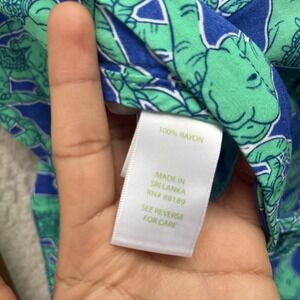 100% RAYON
MADE IN
SRI LANKA
RN# 88189
SEE REVERSE
FOR CARE